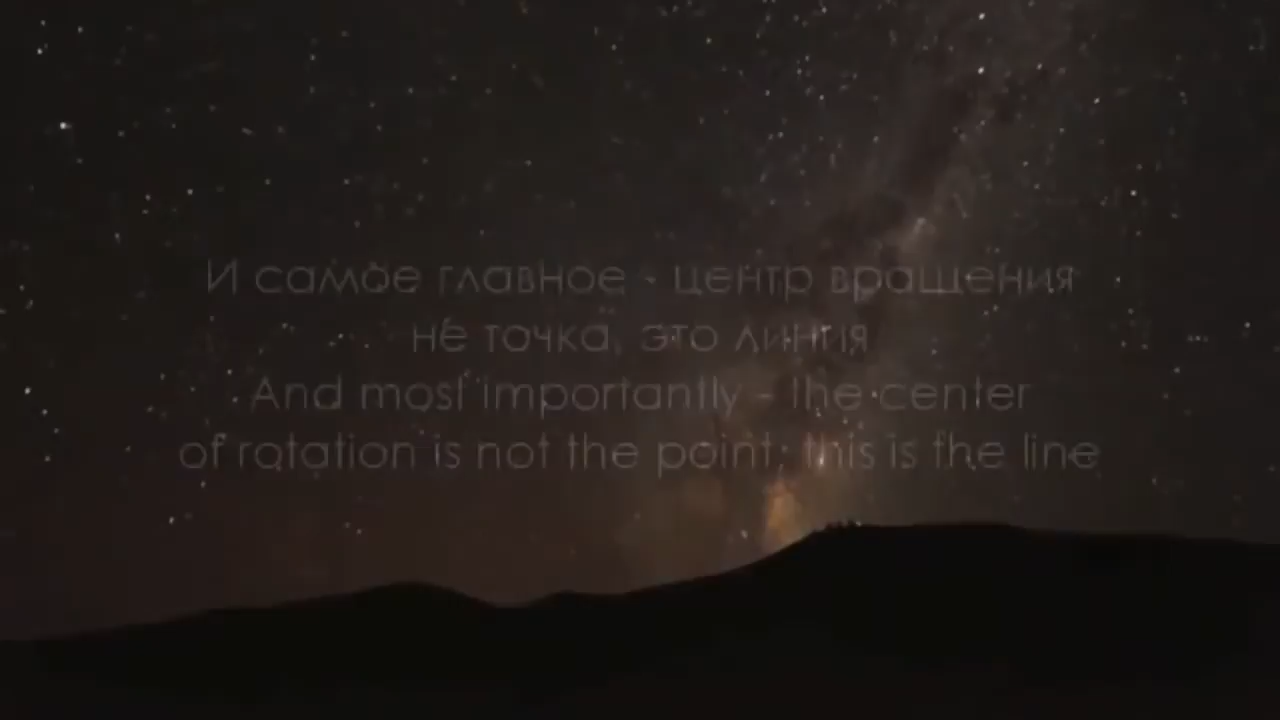 И самое главное - центр вращения
не точка, это линия
And most importantly - the center
of rotation is not the point, this is the line